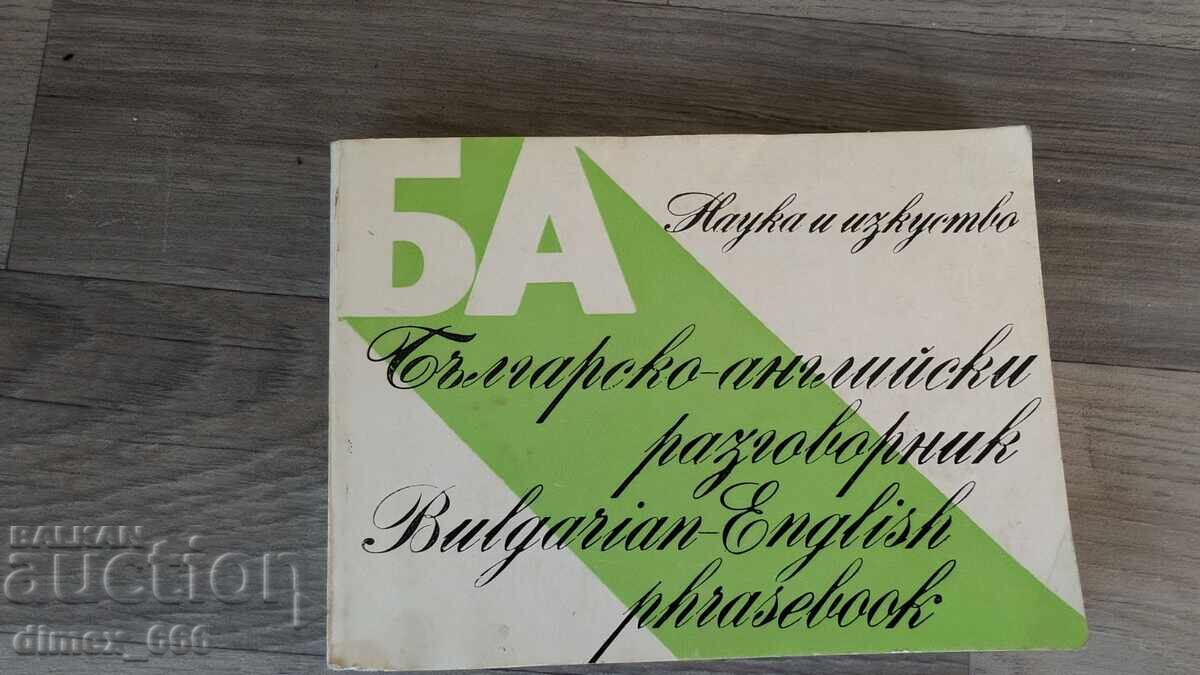 БА
Наука и изкуство
Българско-английски
разговорник
Bulgarian-English
phrasebook
BALKAN
auction
dimex_666